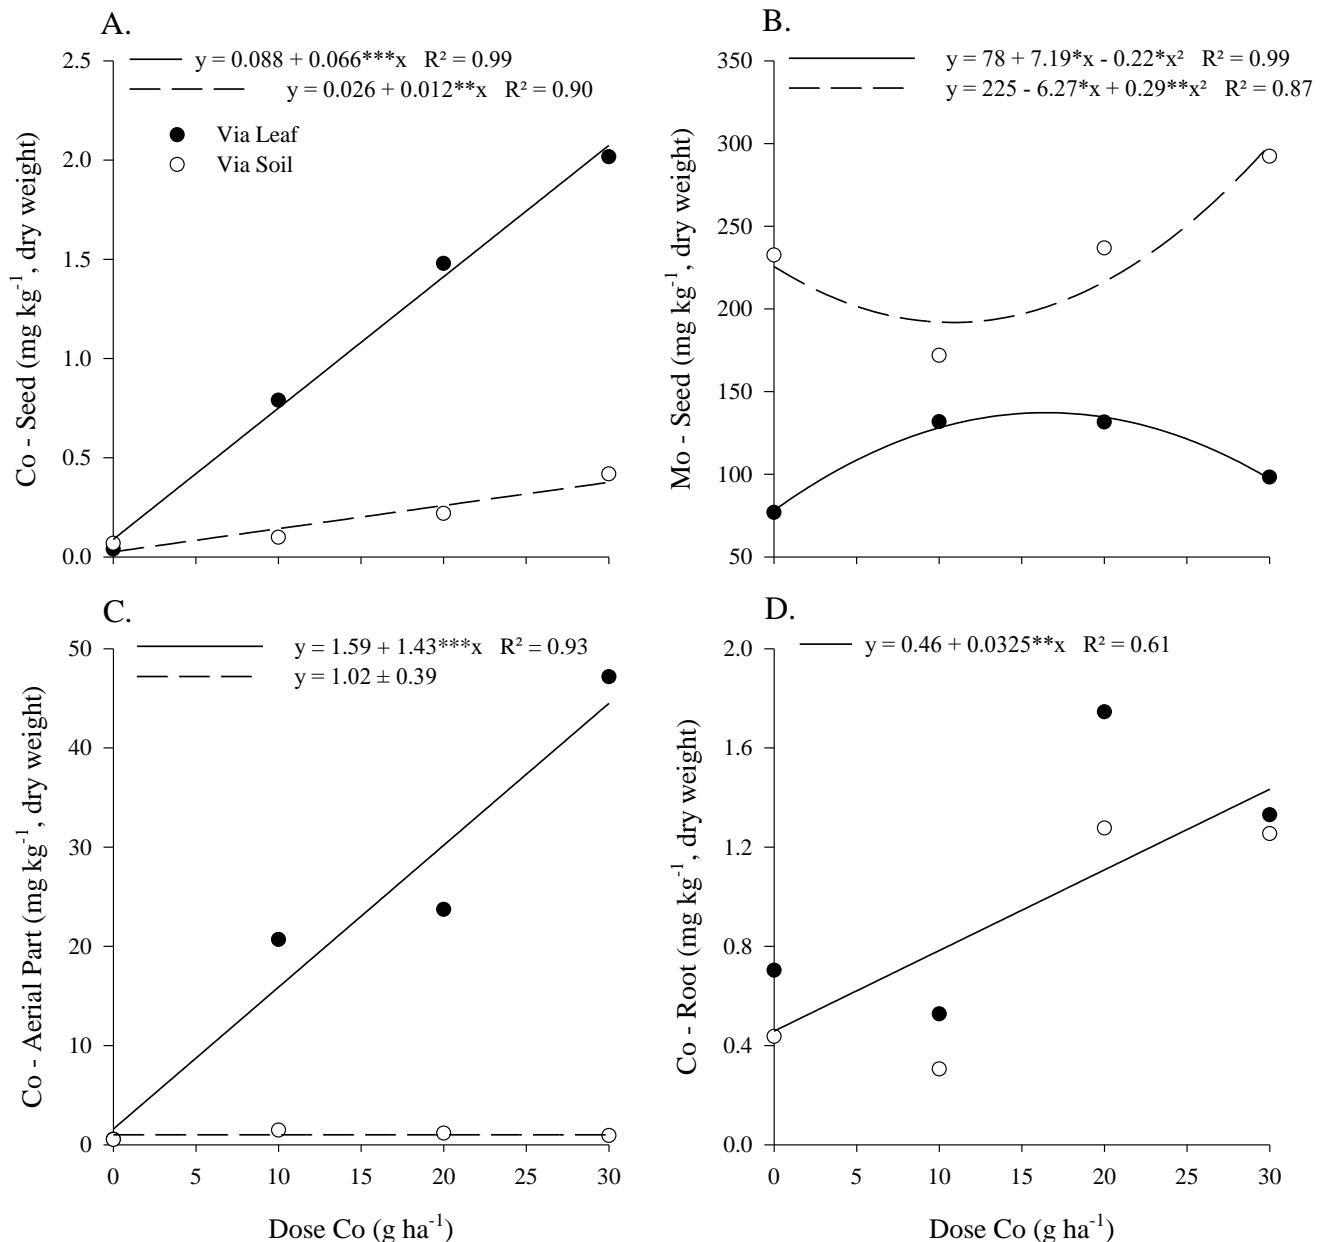 A.
y = 0.088 + 0.066***x R² = 0.99
y = 0.026 + 0.012**x R² = 0.90
Via Leaf
Via Soil
Co - Seed (mg kg⁻¹, dry weight)
2.5
2.0
1.5
1.0
0.5
0.0
B.
y = 78 + 7.19*x - 0.22*x² R² = 0.99
y = 225 - 6.27*x + 0.29**x² R² = 0.87
Mo - Seed (mg kg⁻¹, dry weight)
350
300
250
200
150
100
50
C.
y = 1.59 + 1.43***x R² = 0.93
y = 1.02 ± 0.39
Co - Aerial Part (mg kg⁻¹, dry weight)
50
40
30
20
10
0
0 5 10 15 20 25 30
Dose Co (g ha⁻¹)
D.
y = 0.46 + 0.0325**x R² = 0.61
Co - Root (mg kg⁻¹, dry weight)
2.0
1.6
1.2
0.8
0.4
0.0
0 5 10 15 20 25 30
Dose Co (g ha⁻¹)